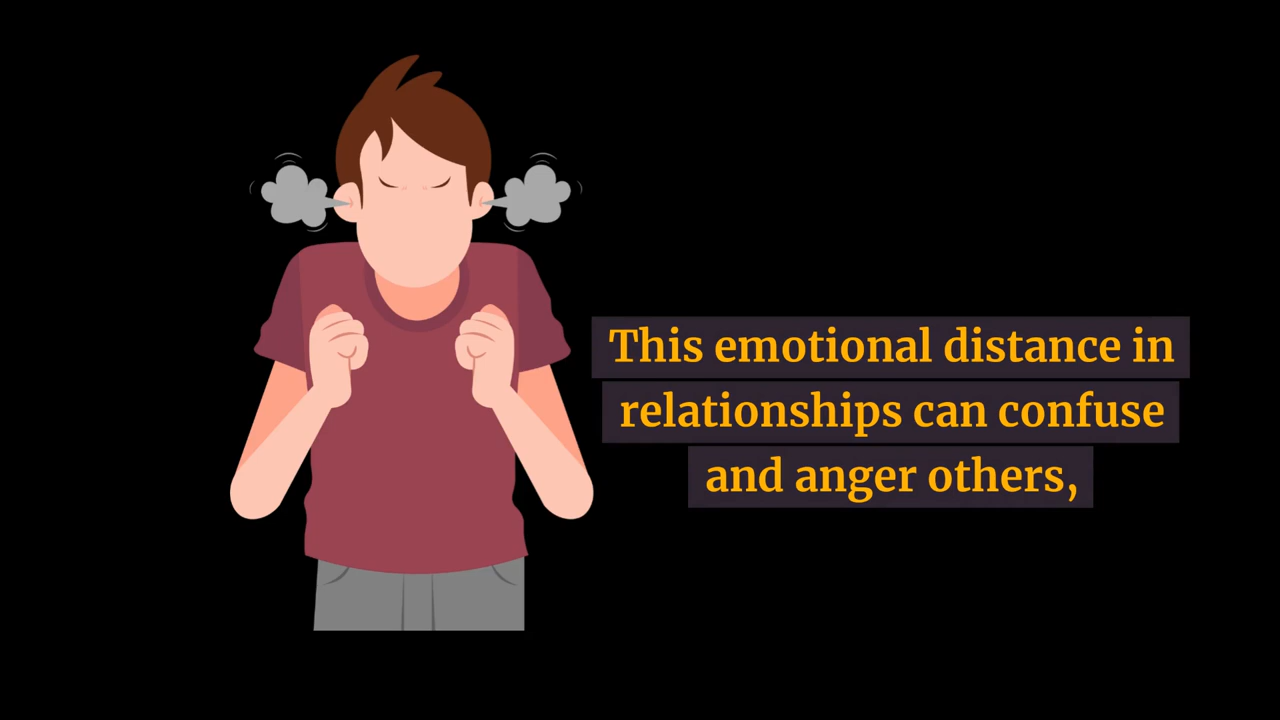 This emotional distance in
relationships can confuse
and anger others,